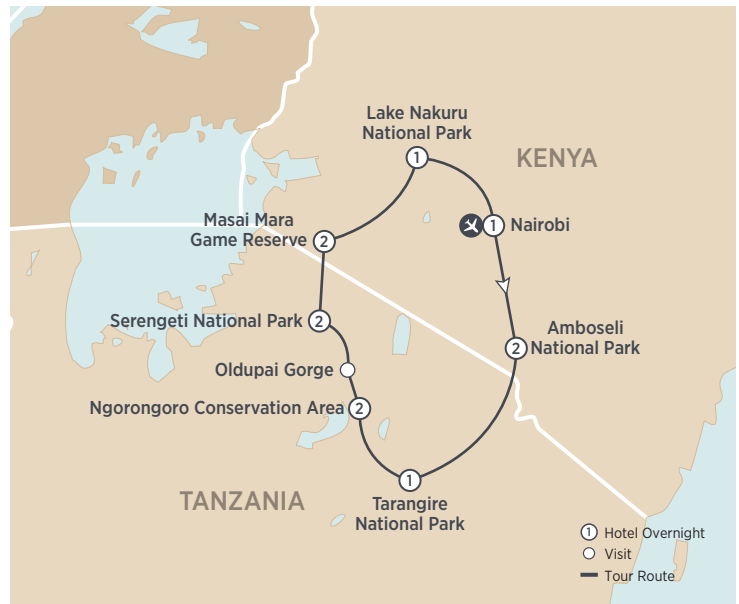 Lake Nakuru
National Park
1
KENYA
Masai Mara
Game Reserve
2
1
Nairobi
Serengeti National Park
2
Amboseli
National Park
2
Oldupai Gorge
Ngorongoro Conservation Area
2
TANZANIA
1
Tarangire
National Park
1 Hotel Overnight
Visit
Tour Route